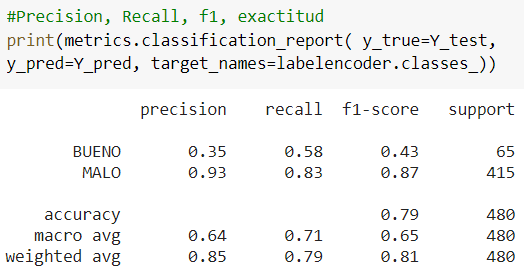 #Precision, Recall, f1, exactitud
print(metrics.classification_report( y_true=Y_test,
y_pred=Y_pred, target_names=labelencoder.classes_))
precision recall f1-score support
BUENO 0.35 0.58 0.43 65
MALO 0.93 0.83 0.87 415
accuracy 0.79 480
macro avg 0.64 0.71 0.65 480
weighted avg 0.85 0.79 0.81 480